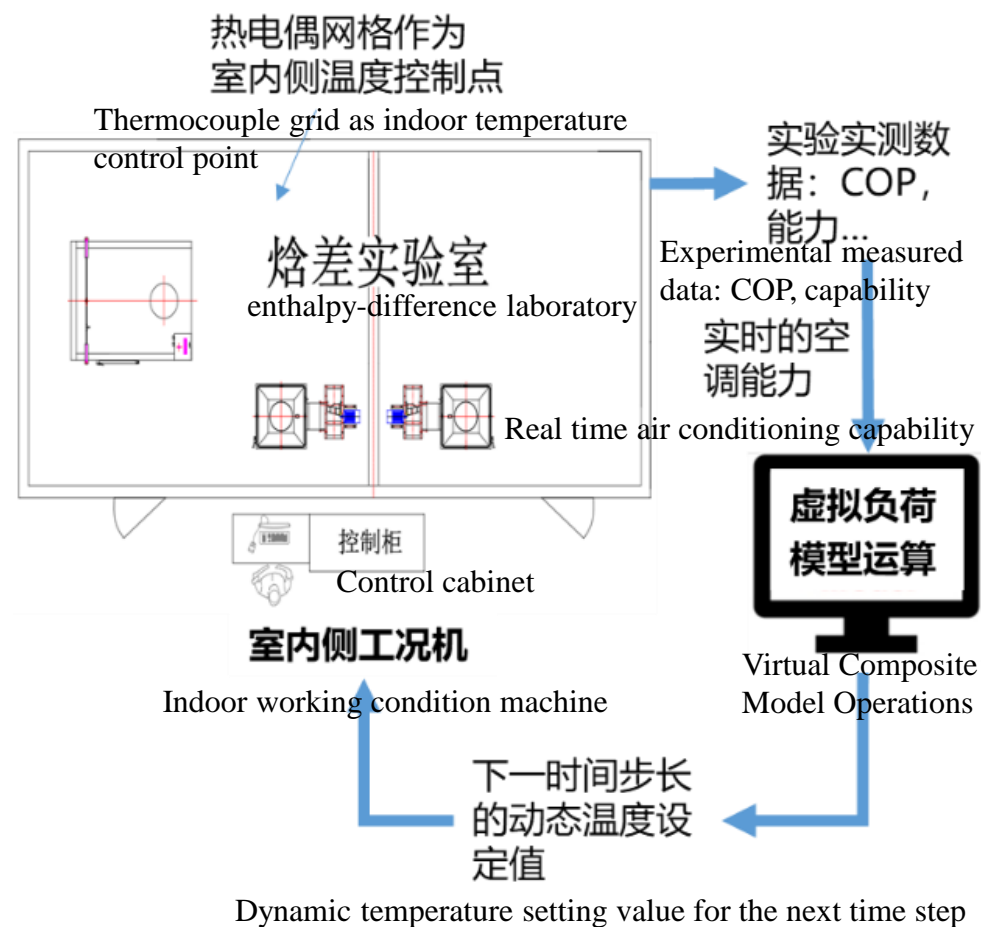 热电偶网格作为
室内侧温度控制点
Thermocouple grid as indoor temperature
control point
实验实测数
据：COP，
能力...
Experimental measured
data: COP, capability
焓差实验室
enthalpy-difference laboratory
实时的空
调能力
Real time air conditioning capability
虚拟负荷
模型运算
控制柜
Control cabinet
室内侧工况机
Indoor working condition machine
Virtual Composite
Model Operations
下一时间步长
的动态温度设
定值
Dynamic temperature setting value for the next time step